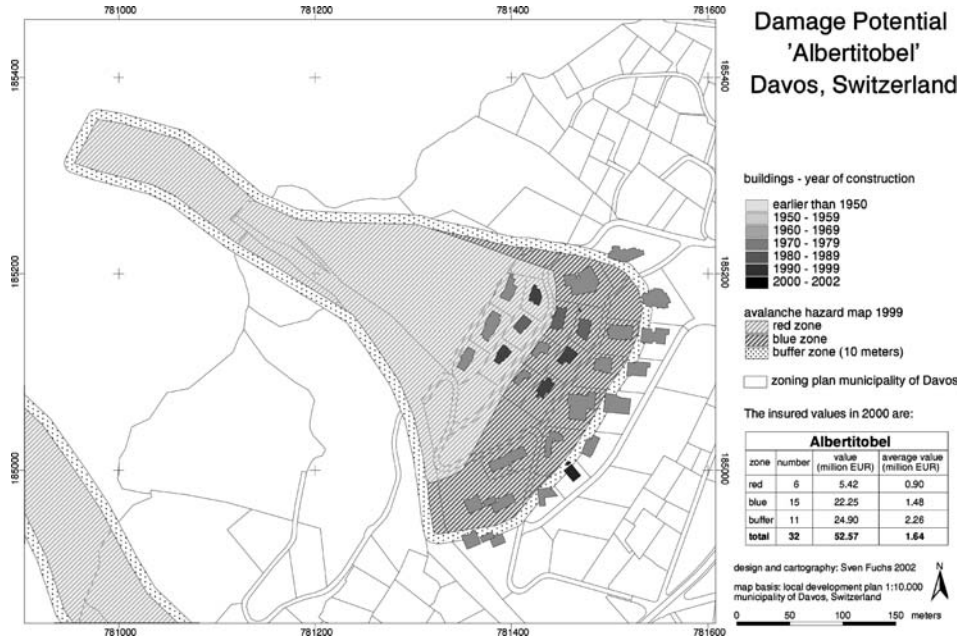 781000 781200 781400 781600
185400 185400
185200 185200
185000 185000
781000 781200 781400 781600
Damage Potential
'Albertitobel'
Davos, Switzerland
buildings - year of construction
earlier than 1950
1950 - 1959
1960 - 1969
1970 - 1979
1980 - 1989
1990 - 1999
2000 - 2002
avalanche hazard map 1999
red zone
blue zone
buffer zone (10 meters)
zoning plan municipality of Davos
The insured values in 2000 are:
Albertitobel
zone number value (million EUR) average value (million EUR)
red 6 5.42 0.90
blue 15 22.25 1.48
buffer 11 24.90 2.26
total 32 52.57 1.64
design and cartography: Sven Fuchs 2002
N
map basis: local development plan 1:10.000
municipality of Davos, Switzerland
0 50 100 150 meters